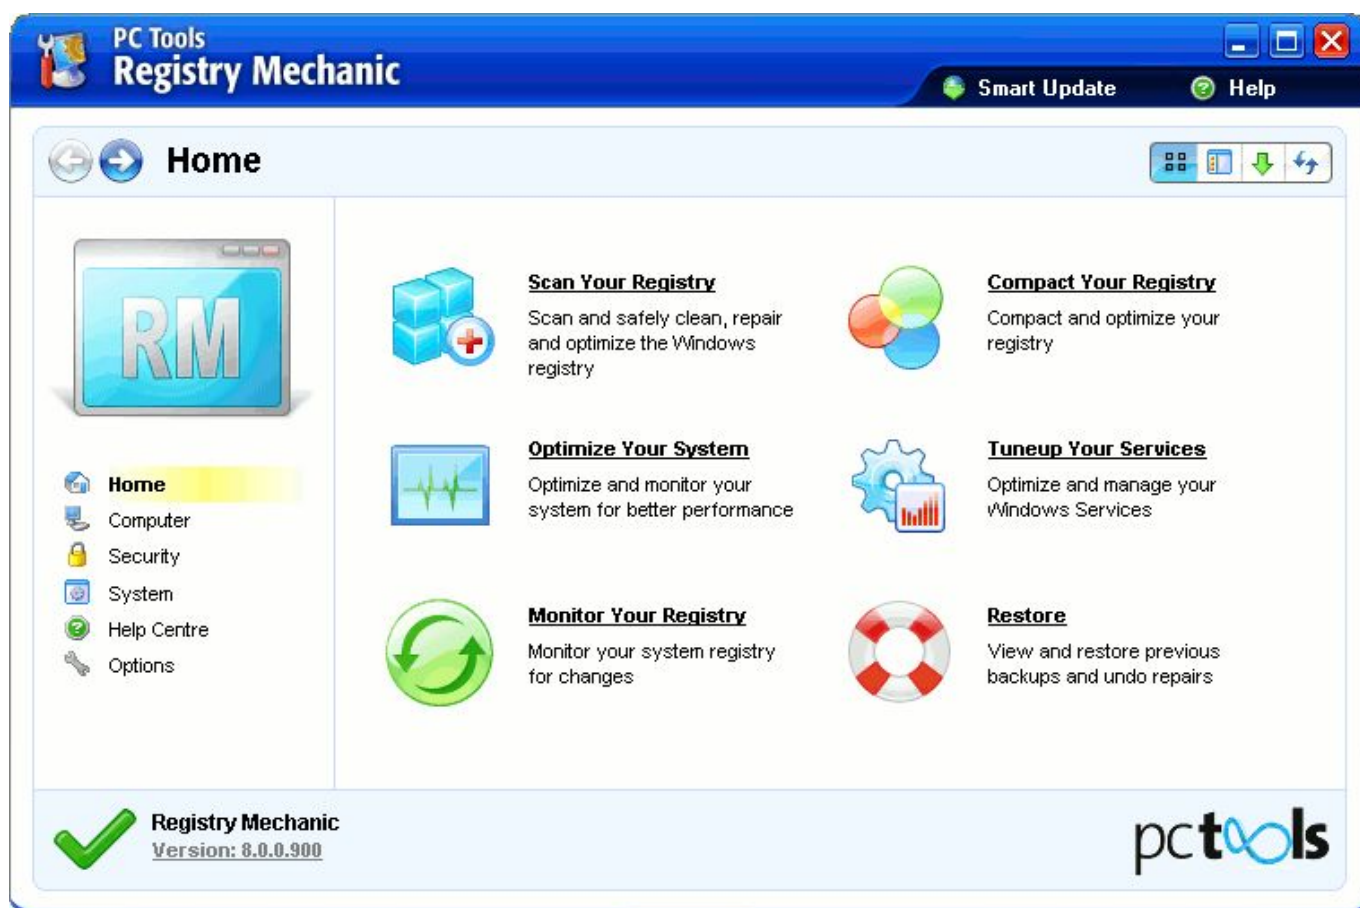 PC Tools
Registry Mechanic
Smart Update
Help
Home
RM
Home
Computer
Security
System
Help Centre
Options
Scan Your Registry
Scan and safely clean, repair
and optimize the Windows
registry
Compact Your Registry
Compact and optimize your
registry
Optimize Your System
Optimize and monitor your
system for better performance
Tuneup Your Services
Optimize and manage your
Windows Services
Monitor Your Registry
Monitor your system registry
for changes
Restore
View and restore previous
backups and undo repairs
Registry Mechanic
Version: 8.0.0.900
pctools